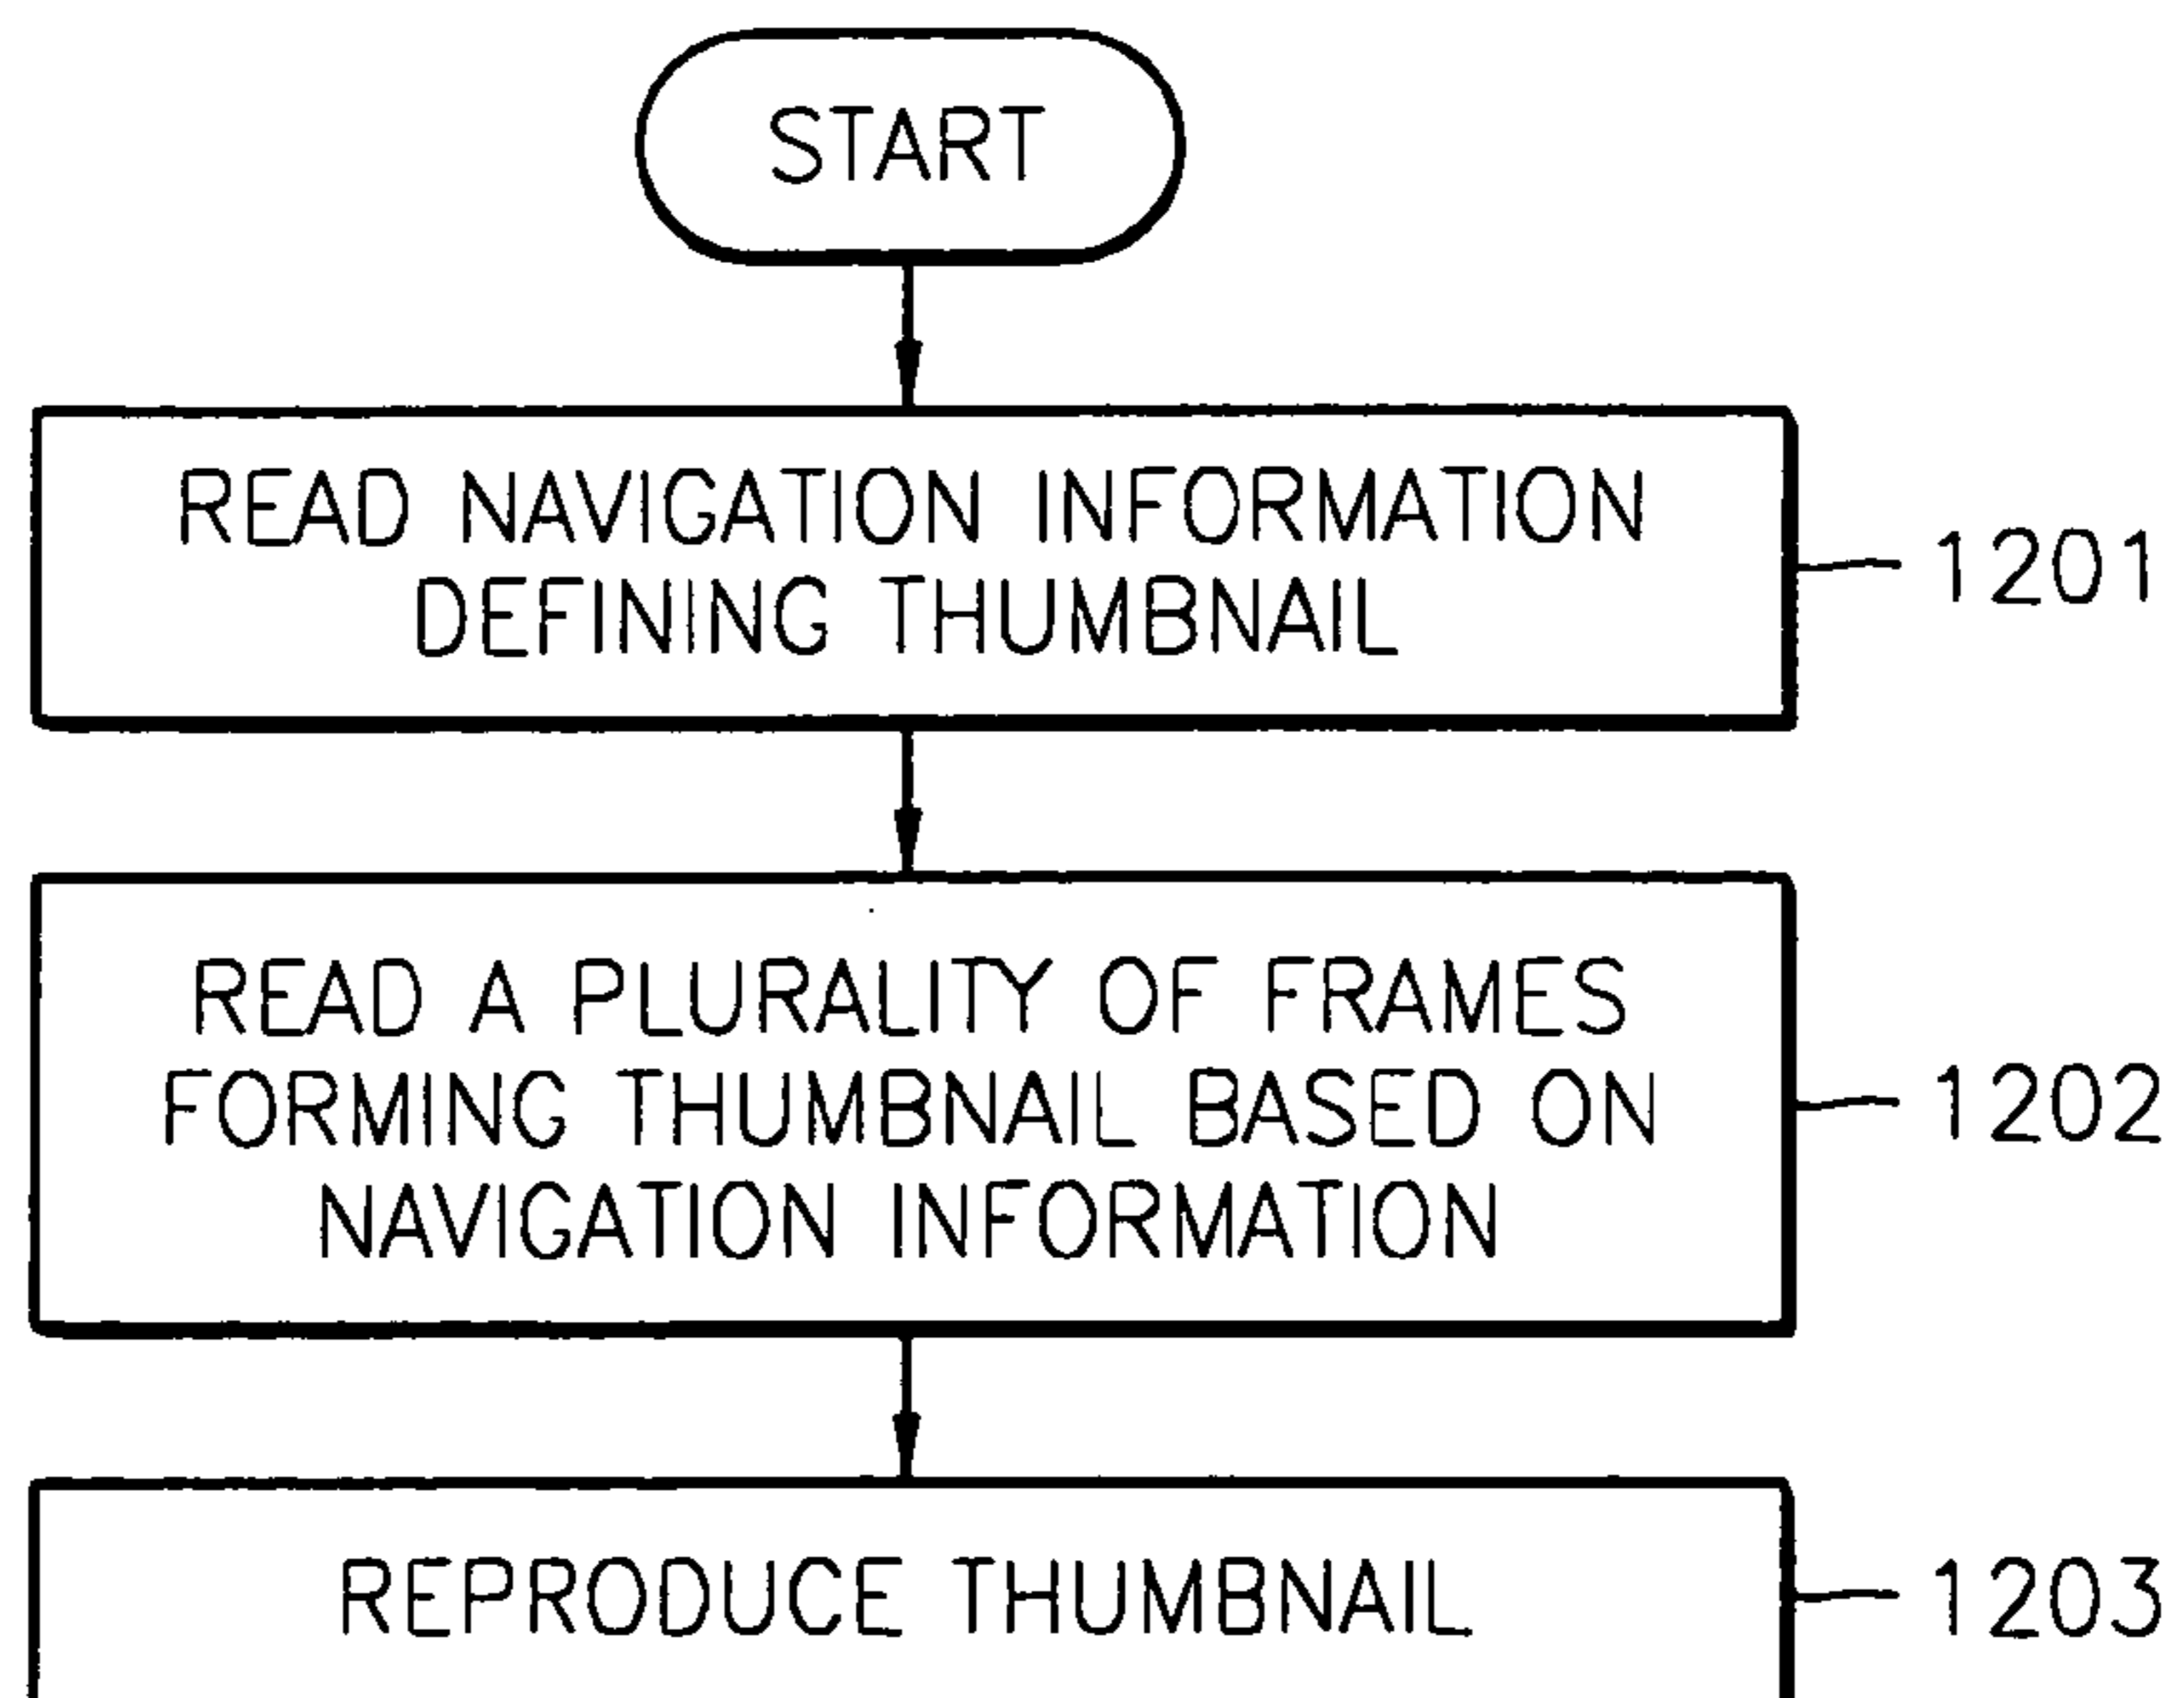 START
READ NAVIGATION INFORMATION
DEFINING THUMBNAIL
1201
READ A PLURALITY OF FRAMES
FORMING THUMBNAIL BASED ON
NAVIGATION INFORMATION
1202
REPRODUCE THUMBNAIL
1203